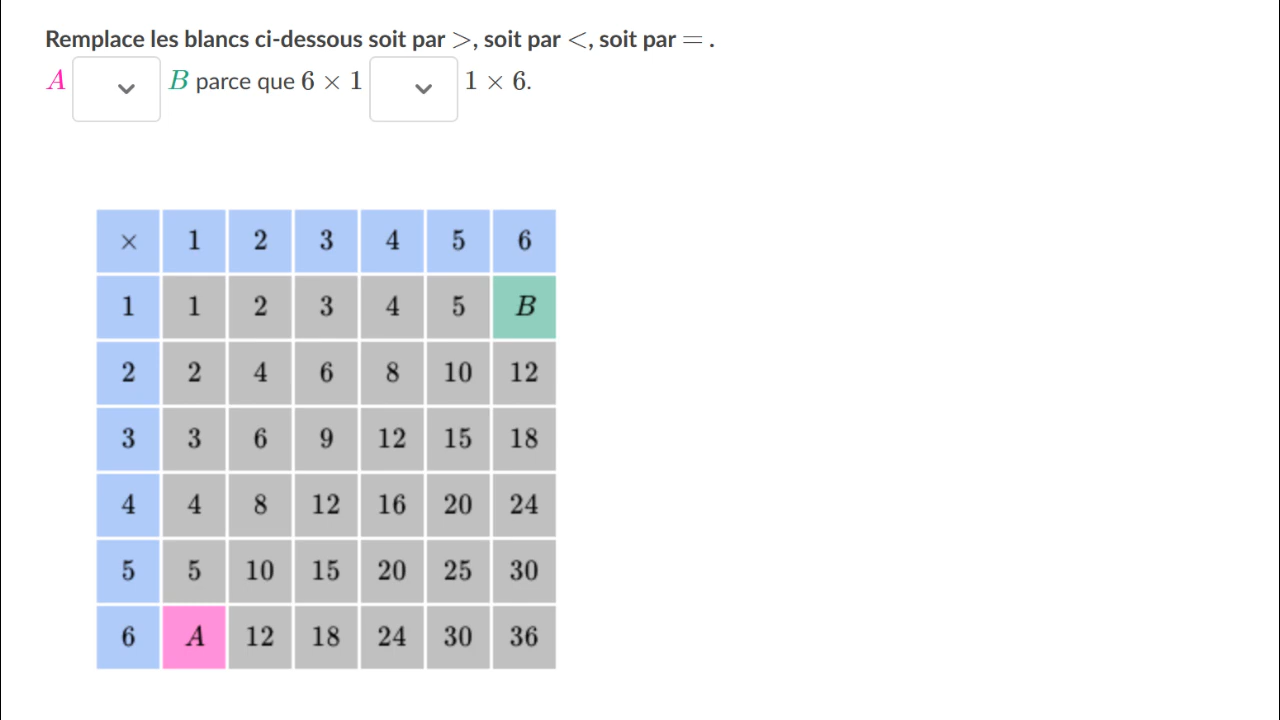 Remplace les blancs ci-dessous soit par >, soit par <, soit par = .
A B parce que 6 × 1 1 × 6.
× 1 2 3 4 5 6
1 1 2 3 4 5 B
2 2 4 6 8 10 12
3 3 6 9 12 15 18
4 4 8 12 16 20 24
5 5 10 15 20 25 30
6 A 12 18 24 30 36